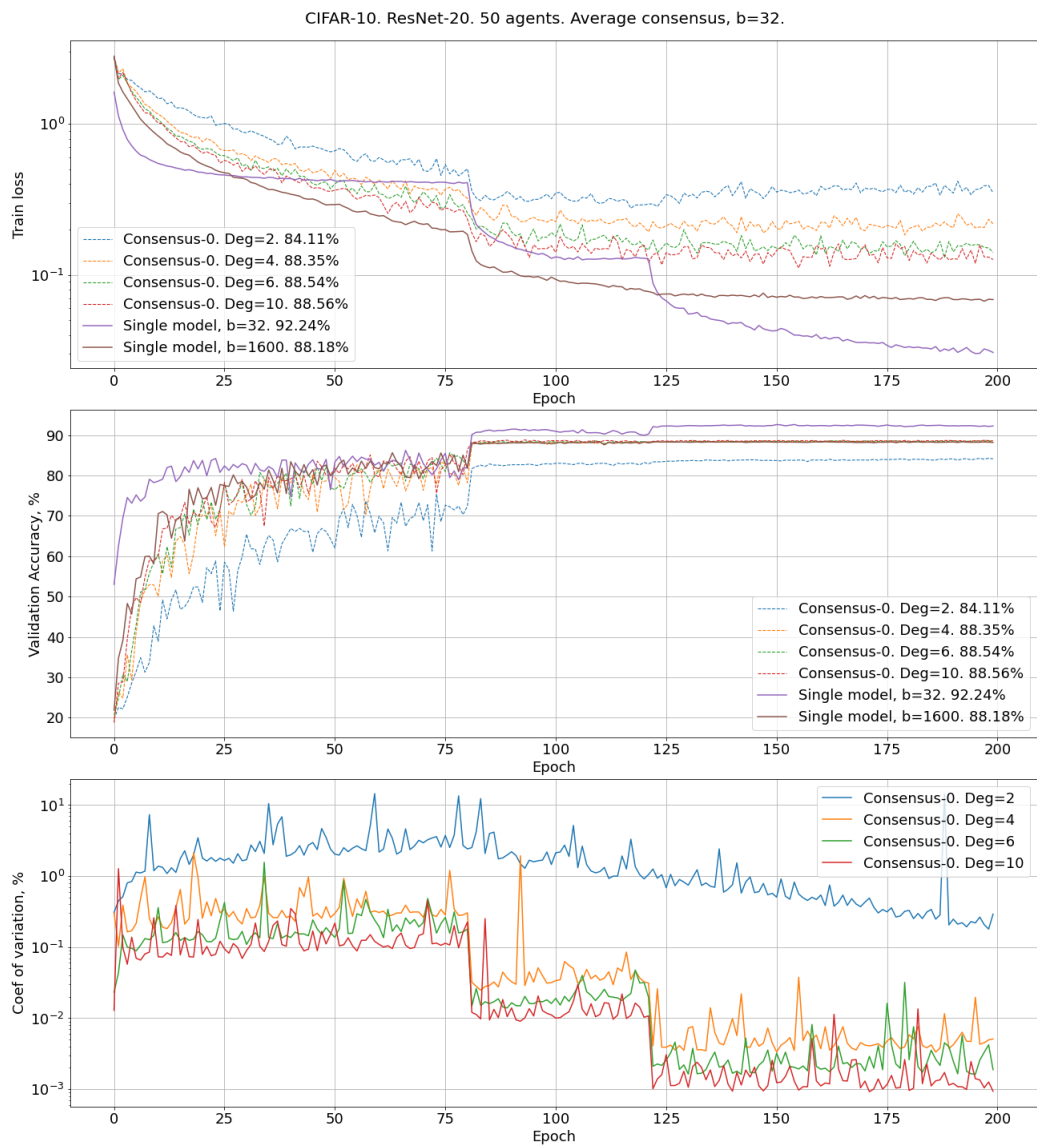 CIFAR-10. ResNet-20. 50 agents. Average consensus, b=32.
Train loss
10⁰
10⁻¹
Consensus-0. Deg=2. 84.11%
Consensus-0. Deg=4. 88.35%
Consensus-0. Deg=6. 88.54%
Consensus-0. Deg=10. 88.56%
Single model, b=32. 92.24%
Single model, b=1600. 88.18%
0 25 50 75 100 125 150 175 200
Epoch
Validation Accuracy, %
90
80
70
60
50
40
30
20
Consensus-0. Deg=2. 84.11%
Consensus-0. Deg=4. 88.35%
Consensus-0. Deg=6. 88.54%
Consensus-0. Deg=10. 88.56%
Single model, b=32. 92.24%
Single model, b=1600. 88.18%
0 25 50 75 100 125 150 175 200
Epoch
Coef of variation, %
10¹
10⁰
10⁻¹
10⁻²
10⁻³
Consensus-0. Deg=2
Consensus-0. Deg=4
Consensus-0. Deg=6
Consensus-0. Deg=10
0 25 50 75 100 125 150 175 200
Epoch